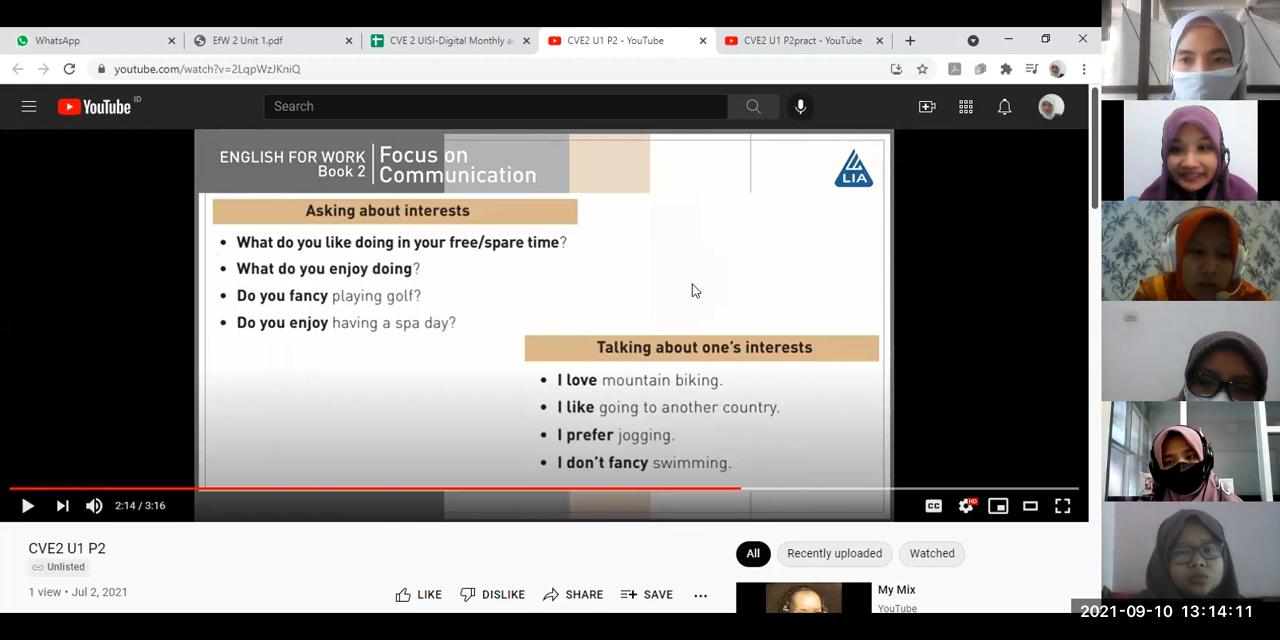 WhatsApp
EfW 2 Unit 1.pdf
CVE 2 UISI-Digital Monthly a
CVE2 U1 P2 - YouTube
CVE2 U1 P2pract - YouTube
youtube.com/watch?v=2LqpWzJKniQ
YouTube ID
Search
ENGLISH FOR WORK
Book 2
Focus on
Communication
LIA
Asking about interests
• What do you like doing in your free/spare time?
• What do you enjoy doing?
• Do you fancy playing golf?
• Do you enjoy having a spa day?
Talking about one's interests
• I love mountain biking.
• I like going to another country.
• I prefer jogging.
• I don't fancy swimming.
2:14 / 3:16
CC
HD
CVE2 U1 P2
Unlisted
1 view • Jul 2, 2021
LIKE
DISLIKE
SHARE
SAVE
All
Recently uploaded
Watched
My Mix
YouTube
2021-09-10 13:14:11